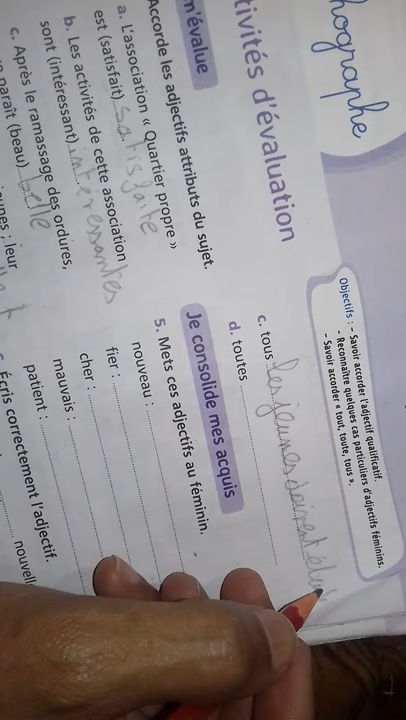 hographe
Objectifs : – Savoir accorder l'adjectif qualificatif.
– Reconnaître quelques cas particuliers d'adjectifs féminins.
– Savoir accorder « tout, toute, tous ».
tivités d'évaluation
m'évalue
Accorde les adjectifs attributs du sujet.
a. L'association « Quartier propre »
est (satisfait) satisfaite
b. Les activités de cette association
sont (intéressant) interessantes
c. Après le ramassage des ordures,
paraît (beau) belle
jeunes ; leur
c. tous les jeunes doivent
d. toutes
Je consolide mes acquis
5. Mets ces adjectifs au féminin.
nouveau :
fier :
cher :
mauvais :
patient :
Écris correctement l'adjectif.
nouvell